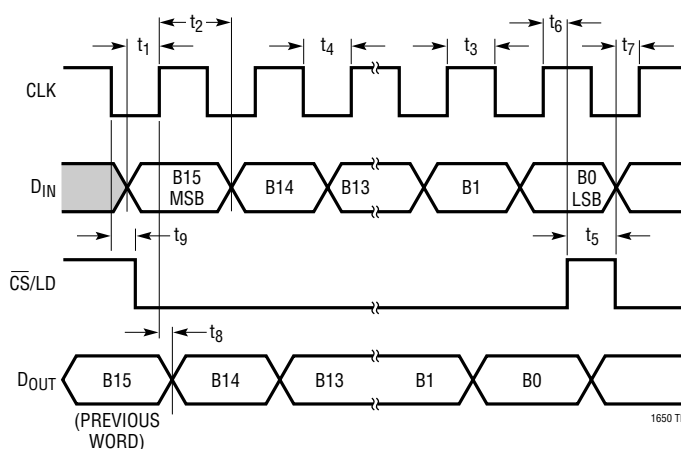 t6
t2
t1
t4
t3
t7
CLK
DIN
B15
MSB
B14
B13
B1
B0
LSB
t9
t5
CS/LD
t8
DOUT
B15
B14
B13
B1
B0
(PREVIOUS
WORD)
1650